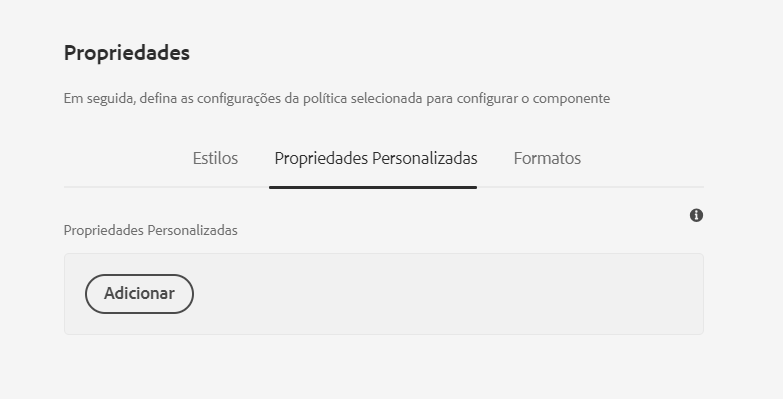 Propriedades
Em seguida, defina as configurações da política selecionada para configurar o componente
Estilos Propriedades Personalizadas Formatos
Propriedades Personalizadas
Adicionar